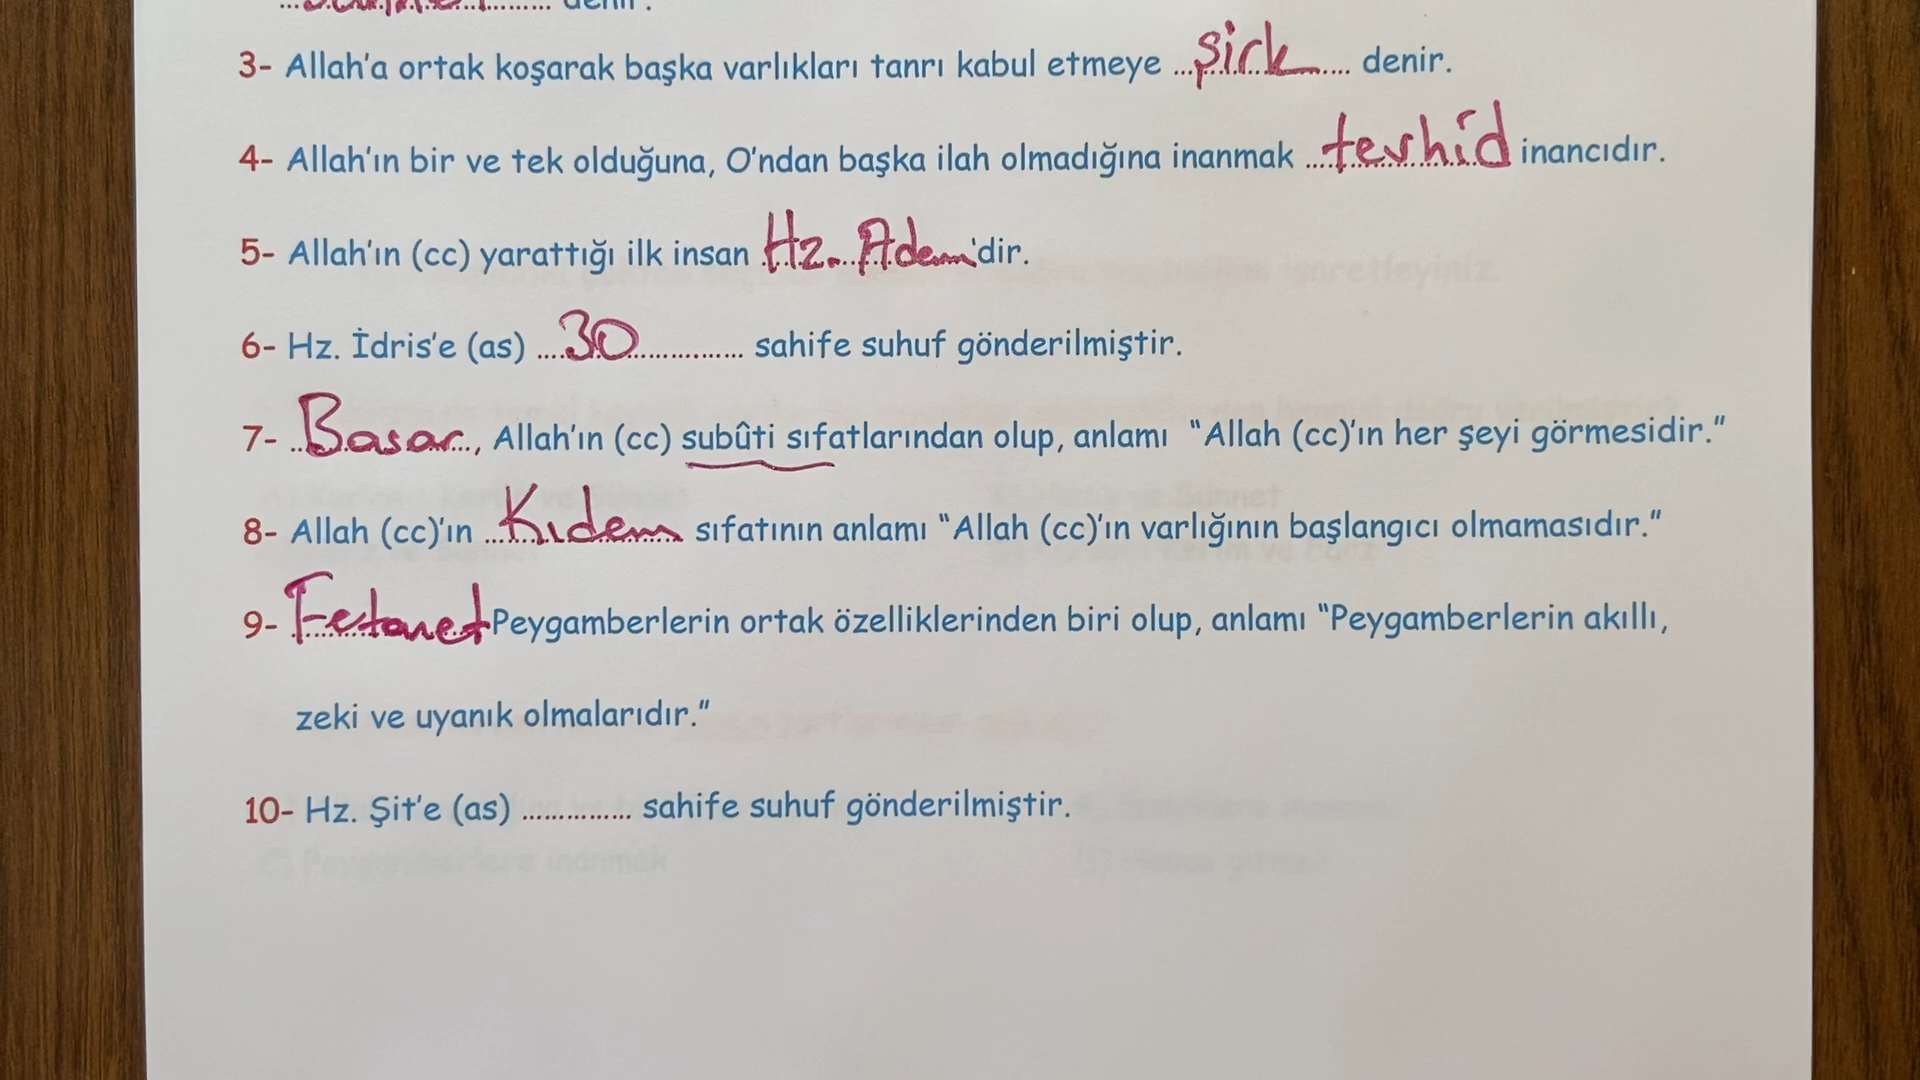 denir.
3- Allah'a ortak koşarak başka varlıkları tanrı kabul etmeye ...şirk... denir.
4- Allah'ın bir ve tek olduğuna, O'ndan başka ilah olmadığına inanmak ...tevhid inancıdır.
5- Allah'ın (cc) yarattığı ilk insan Hz. Adem'dir.
6- Hz. İdris'e (as) ....30............... sahife suhuf gönderilmiştir.
7- ..Basar.., Allah'ın (cc) subûti sıfatlarından olup, anlamı "Allah (cc)'ın her şeyi görmesidir."
8- Allah (cc)'ın ...Kıdem sıfatının anlamı "Allah (cc)'ın varlığının başlangıcı olmamasıdır."
9- Fetanet Peygamberlerin ortak özelliklerinden biri olup, anlamı "Peygamberlerin akıllı,
zeki ve uyanık olmalarıdır."
10- Hz. Şit'e (as) .............. sahife suhuf gönderilmiştir.